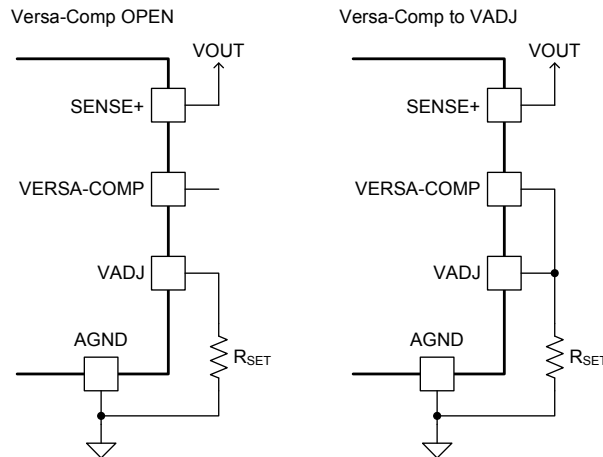 Versa-Comp OPEN
VOUT
SENSE+
VERSA-COMP
VADJ
AGND
RSET
Versa-Comp to VADJ
VOUT
SENSE+
VERSA-COMP
VADJ
AGND
RSET